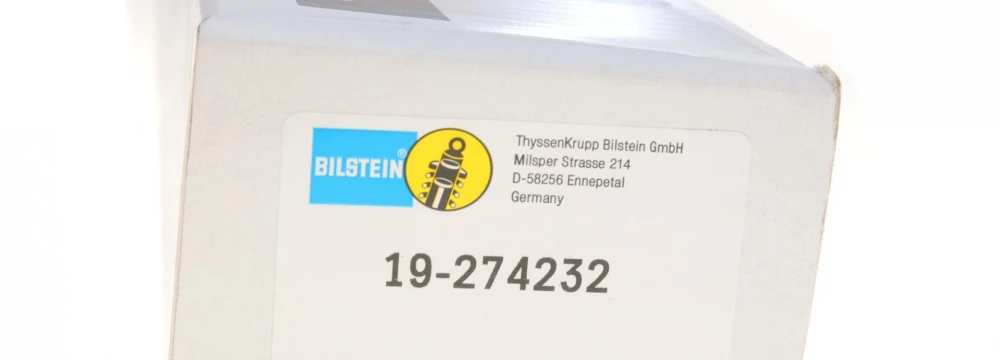 BILSTEIN®
ThyssenKrupp Bilstein GmbH
Milsper Strasse 214
D-58256 Ennepetal
Germany
19-274232